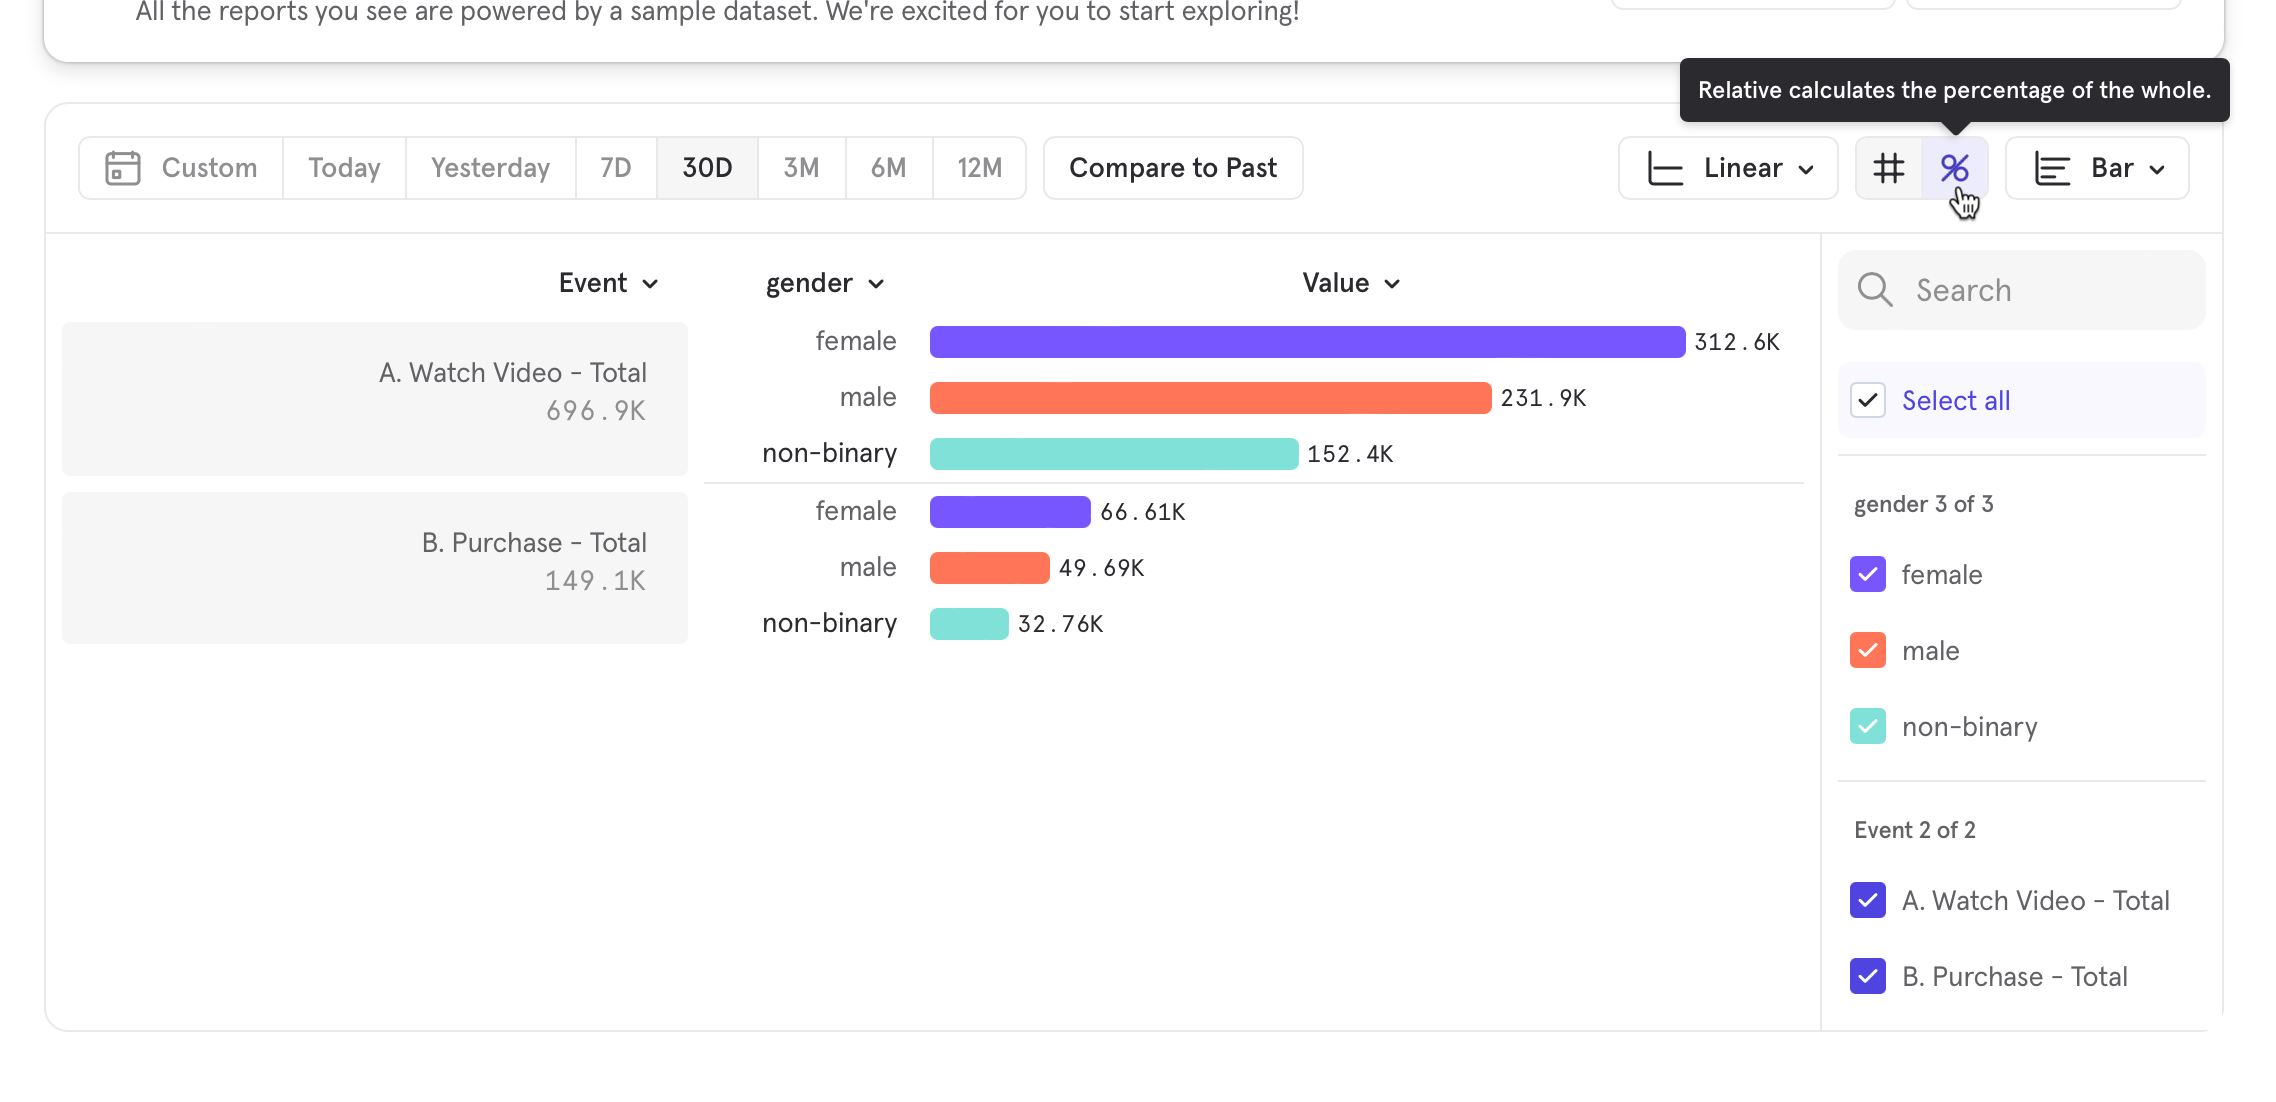 All the reports you see are powered by a sample dataset. We're excited for you to start exploring!
Relative calculates the percentage of the whole.
Custom Today Yesterday 7D 30D 3M 6M 12M Compare to Past Linear # % Bar
Event gender Value
Search
A. Watch Video - Total
696.9K
female 312.6K
male 231.9K
non-binary 152.4K
B. Purchase - Total
149.1K
female 66.61K
male 49.69K
non-binary 32.76K
Select all
gender 3 of 3
female
male
non-binary
Event 2 of 2
A. Watch Video - Total
B. Purchase - Total